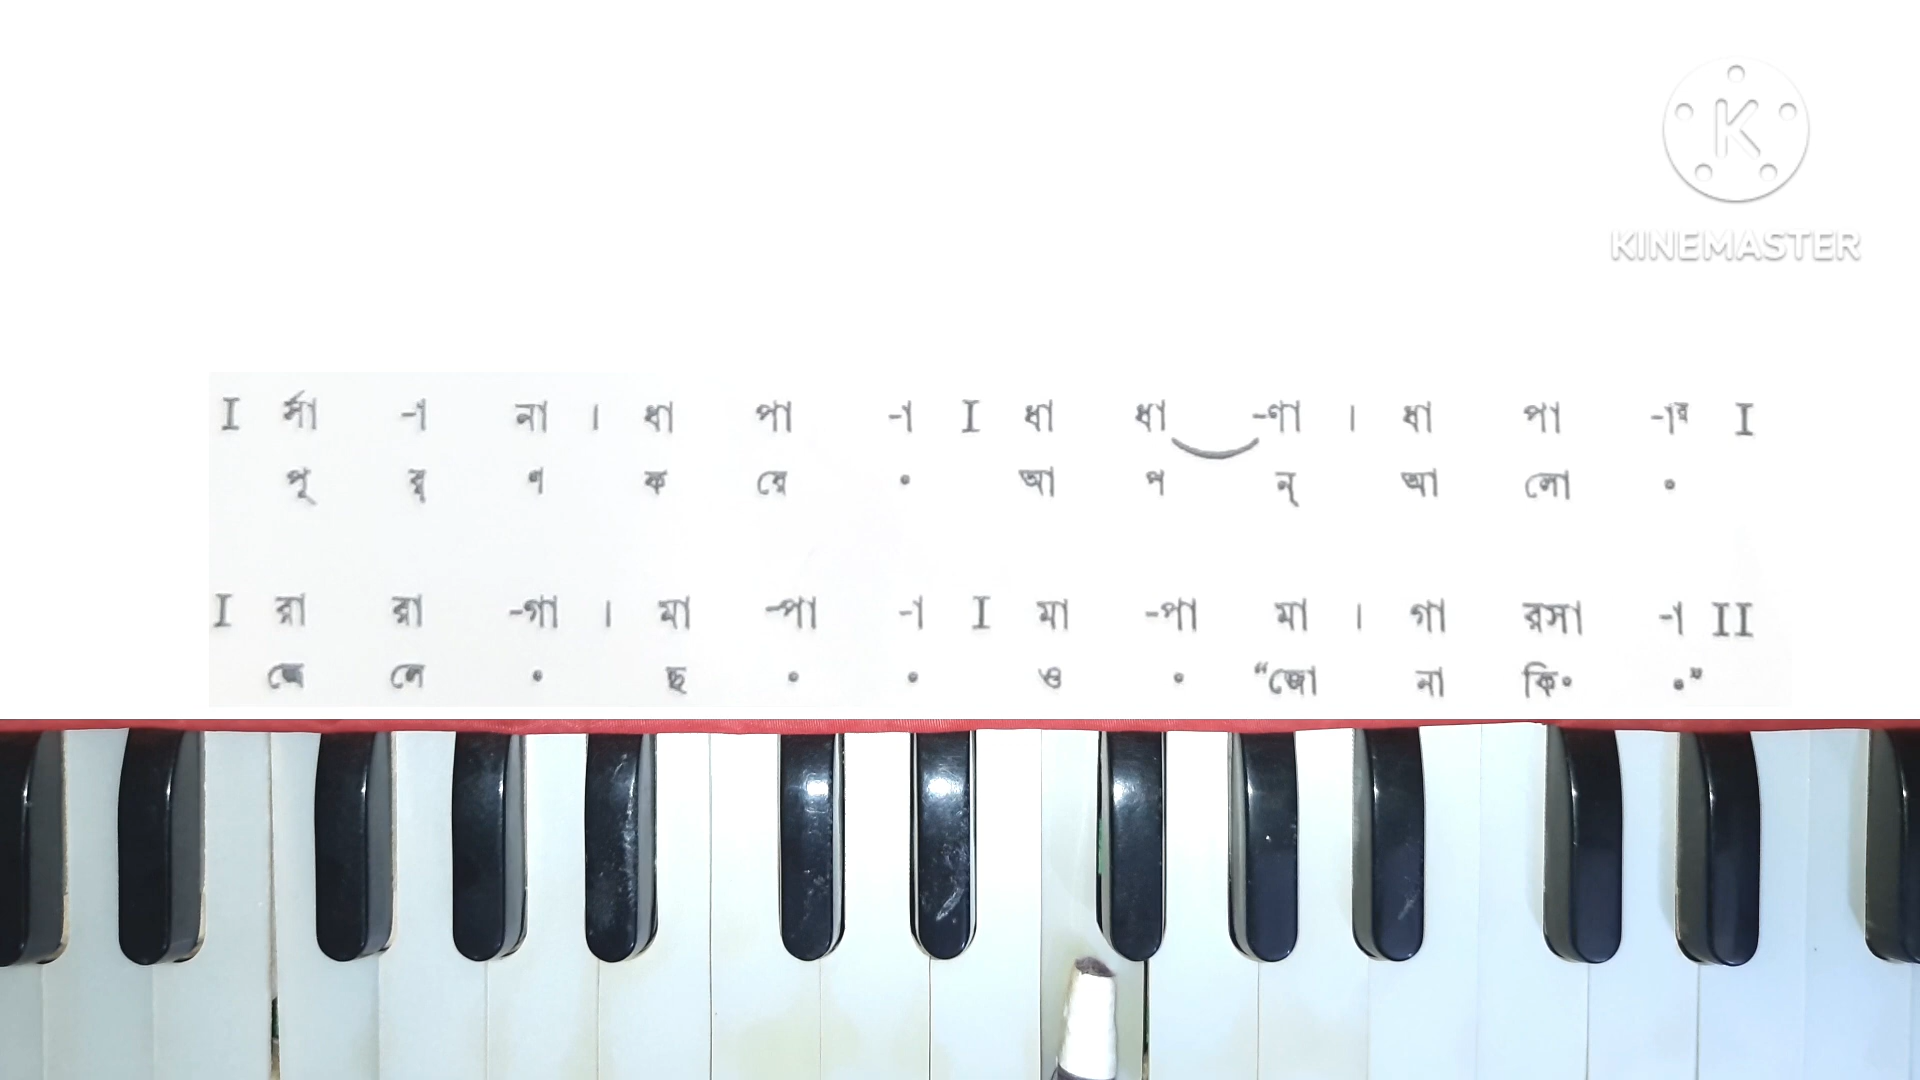 KINEMASTER
I র্সা -া না । ধা পা -া I ধা ধা -ণা । ধা পা -ার I
পূ র্ ণ ক রে • আ প ন্ আ লো •
I রা রা -গা । মা -পা -া I মা -পা মা । গা রসা -া II
জ্বে লে • ছ • • ও • “জো না কি• •”